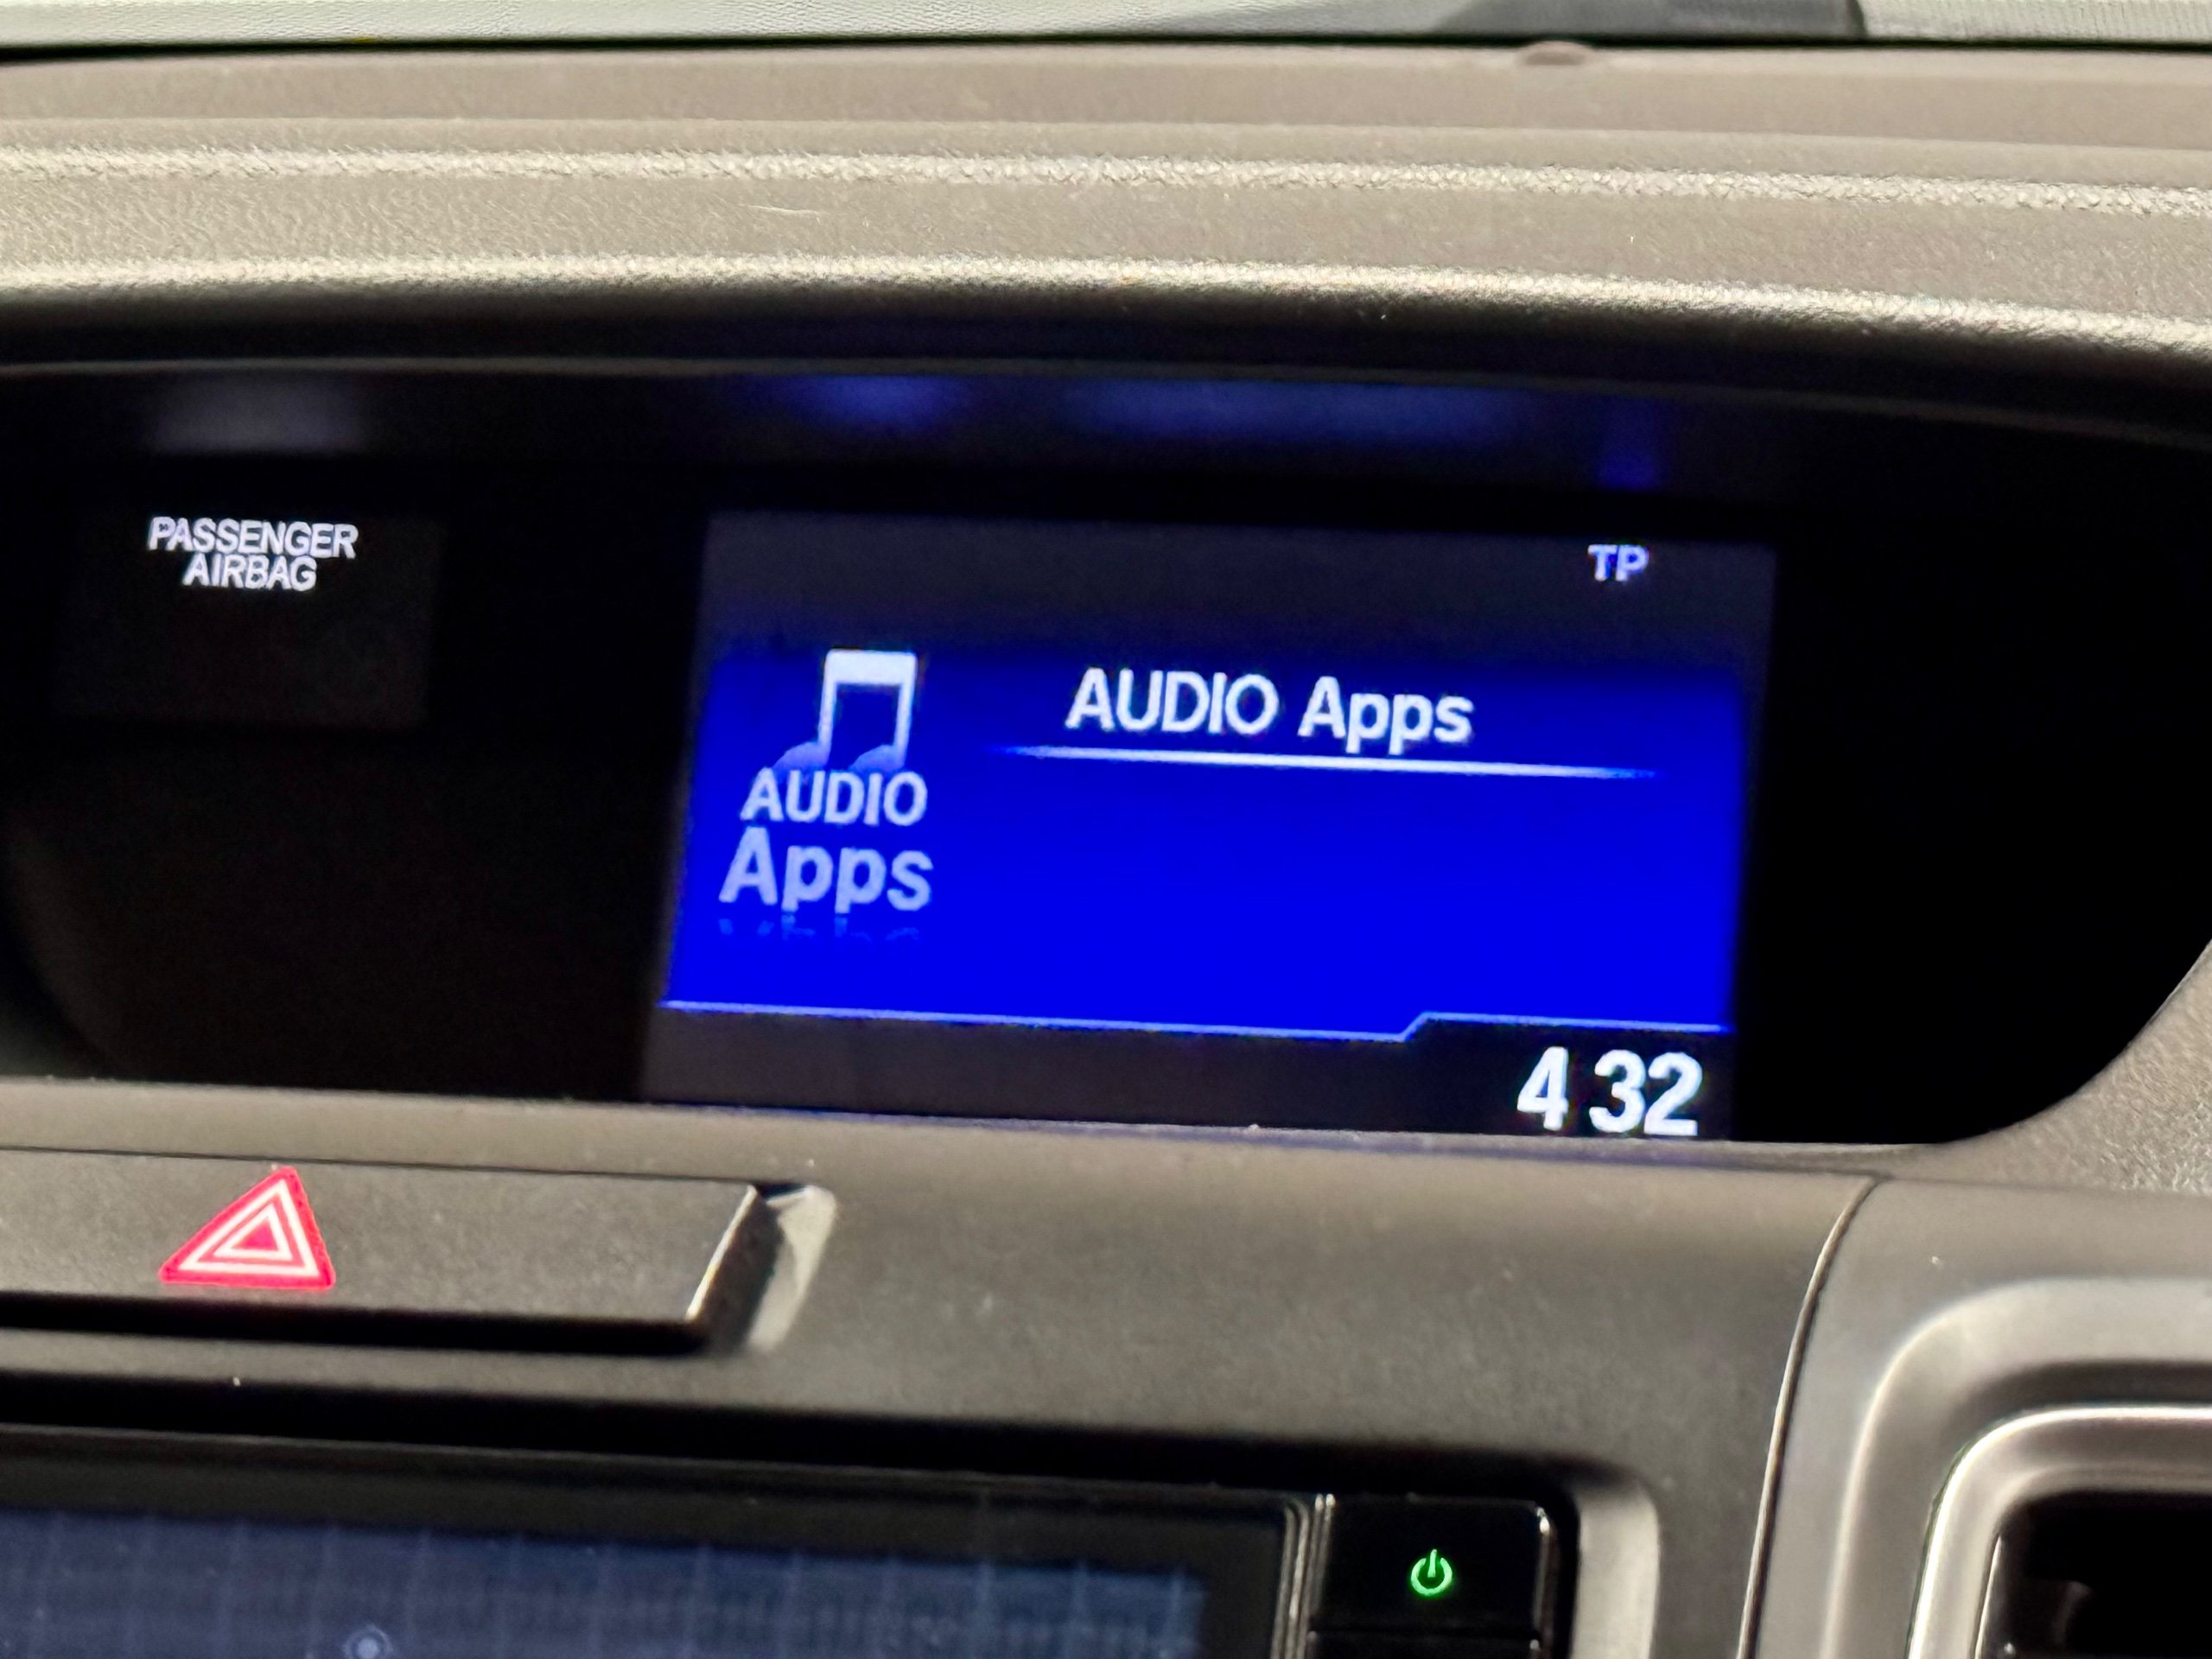 PASSENGER
AIRBAG
TP
AUDIO Apps
AUDIO
Apps
4 32